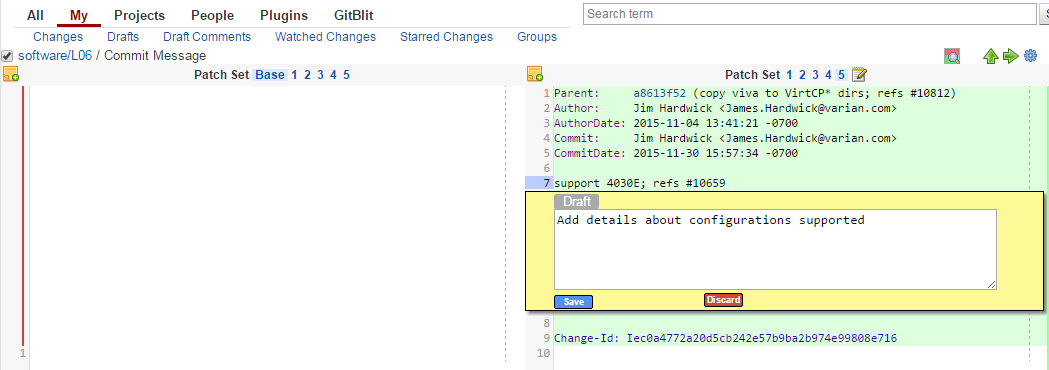 All My Projects People Plugins GitBlit
Search term
Changes Drafts Draft Comments Watched Changes Starred Changes Groups
software/L06 / Commit Message
Patch Set Base 1 2 3 4 5
Patch Set 1 2 3 4 5
1
1 Parent: a8613f52 (copy viva to VirtCP* dirs; refs #10812)
2 Author: Jim Hardwick <James.Hardwick@varian.com>
3 AuthorDate: 2015-11-04 13:41:21 -0700
4 Commit: Jim Hardwick <James.Hardwick@varian.com>
5 CommitDate: 2015-11-30 15:57:34 -0700
6
7 support 4030E; refs #10659
Draft
Add details about configurations supported
Save Discard
8
9 Change-Id: Iec0a4772a20d5cb242e57b9ba2b974e99808e716
10